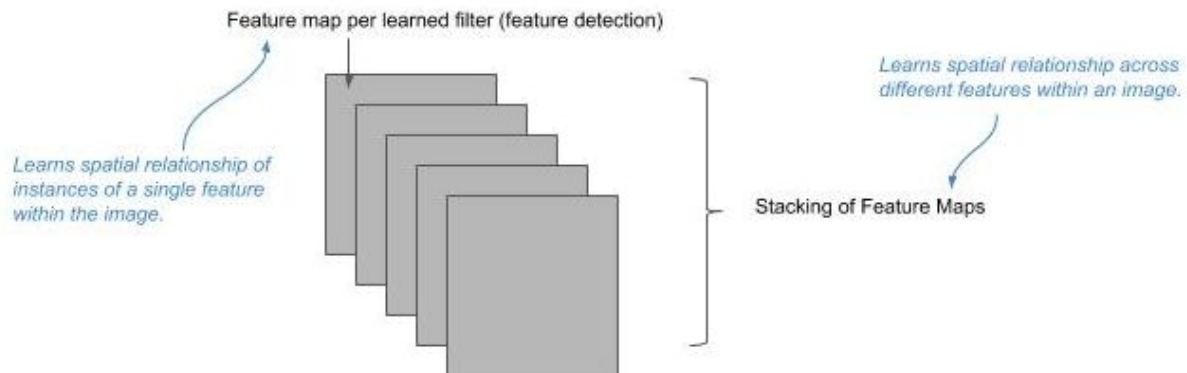 Feature map per learned filter (feature detection)
Learns spatial relationship across
different features within an image.
Learns spatial relationship of
instances of a single feature
within the image.
Stacking of Feature Maps